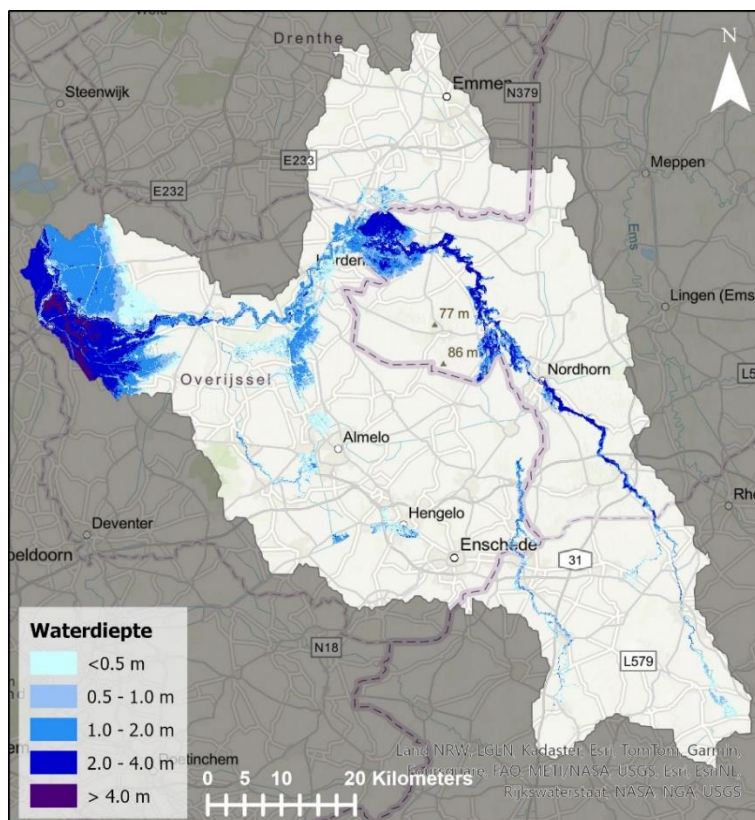 Drenthe
N
Emmen
Steenwijk
N379
E233
Meppen
E232
Ems
Lingen (Ems
77 m
86 m
Nordhorn
Overijssel
Almelo
Deventer
Hengelo
Enschede
31
Waterdiepte
N18
<0.5 m
L579
0.5 - 1.0 m
1.0 - 2.0 m
2.0 - 4.0 m
> 4.0 m
0 5 10 20 Kilometers
Land NRW, LGLN, Kadaster, Esri, TomTom, Garmin,
Foursquare, FAO, METI/NASA, USGS, Esri, EsriNL,
Rijkswaterstaat, NASA, NGA, USGS